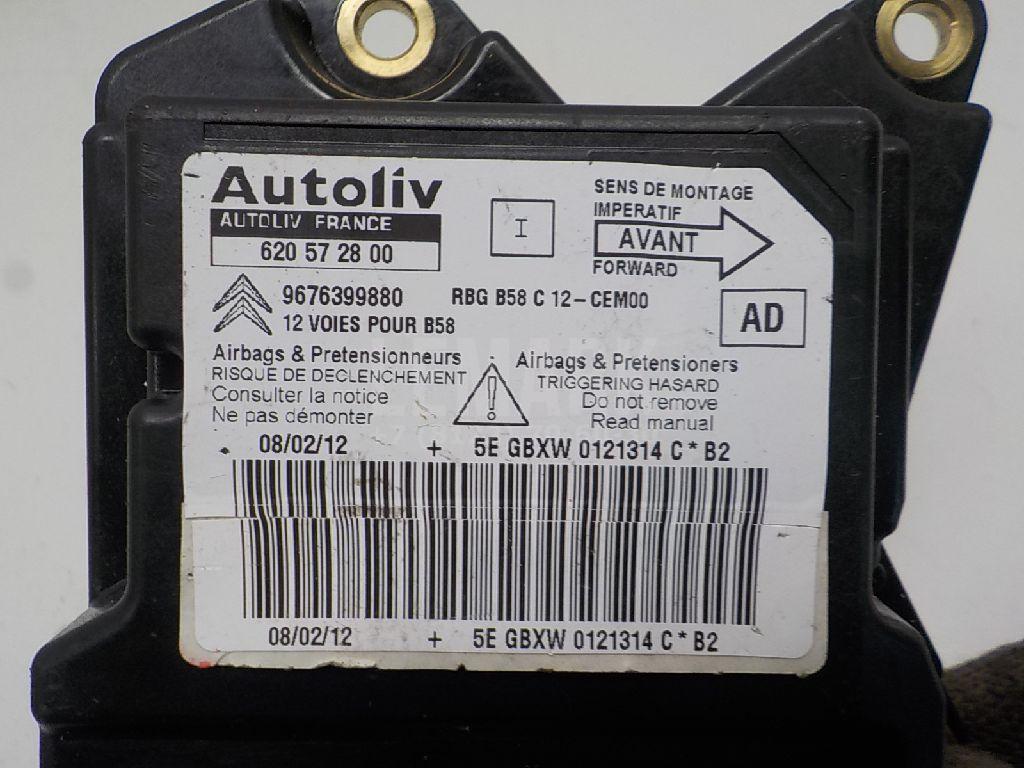 Autoliv
AUTOLIV FRANCE
620 57 28 00
I
SENS DE MONTAGE
IMPERATIF
AVANT
FORWARD
9676399880 RBG B58 C 12-CEM00
12 VOIES POUR B58
AD
Airbags & Pretensionneurs
RISQUE DE DECLENCHEMENT
Consulter la notice
Ne pas démonter
Airbags & Pretensioners
TRIGGERING HASARD
Do not remove
Read manual
08/02/12 + 5E GBXW 0121314 C * B2
08/02/12 + 5E GBXW 0121314 C * B2